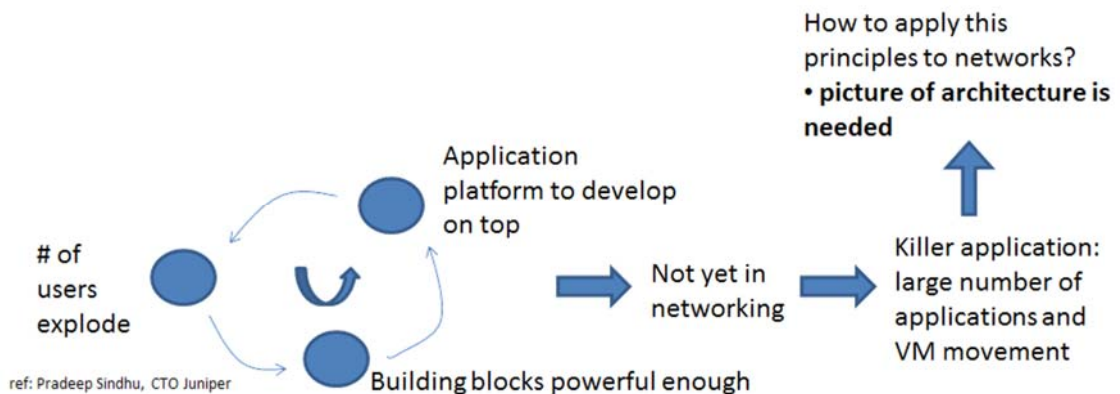 # of
users
explode
Application
platform to develop
on top
Building blocks powerful enough
Not yet in
networking
Killer application:
large number of
applications and
VM movement
How to apply this
principles to networks?
• picture of architecture is
needed
ref: Pradeep Sindhu, CTO Juniper